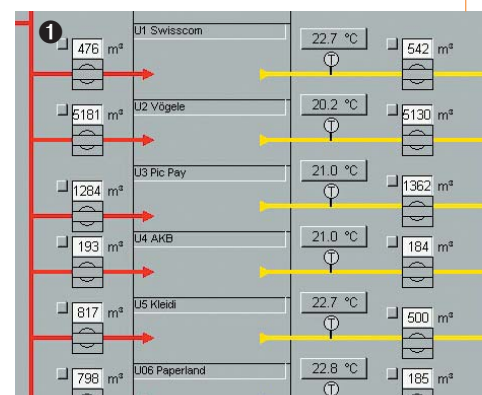 1
U1 Swisscom
476 m³ 22.7 °C 542 m³
T
U2 Vögele
5181 m³ 20.2 °C 5130 m³
T
U3 Pic Pay
1284 m³ 21.0 °C 1362 m³
T
U4 AKB
193 m³ 21.0 °C 184 m³
T
U5 Kleidi
817 m³ 22.7 °C 500 m³
T
U06 Paperland
798 m³ 22.8 °C 185 m³
T